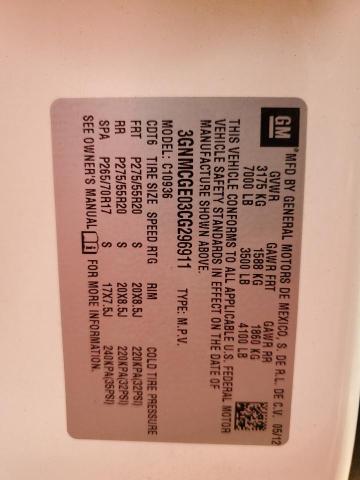 GM MFD BY GENERAL MOTORS DE MEXICO, S. DE R.L. DE C.V. 05/12
GVWR GAWR FRT GAWR RR
3175 KG 1588 KG 1860 KG
7000 LB 3500 LB 4100 LB
THIS VEHICLE CONFORMS TO ALL APPLICABLE U.S. FEDERAL MOTOR
VEHICLE SAFETY STANDARDS IN EFFECT ON THE DATE OF
MANUFACTURE SHOWN ABOVE.
3GNMCGE03CG296911 TYPE: M.P.V.
MODEL: C10936
CDT6 TIRE SIZE SPEED RTG RIM COLD TIRE PRESSURE
FRT P275/55R20 S 20X8.5J 220KPA(32PSI)
RR P275/55R20 S 20X8.5J 220KPA(32PSI)
SPA P265/70R17 S 17X7.5J 240KPA(35PSI)
SEE OWNER'S MANUAL FOR MORE INFORMATION.